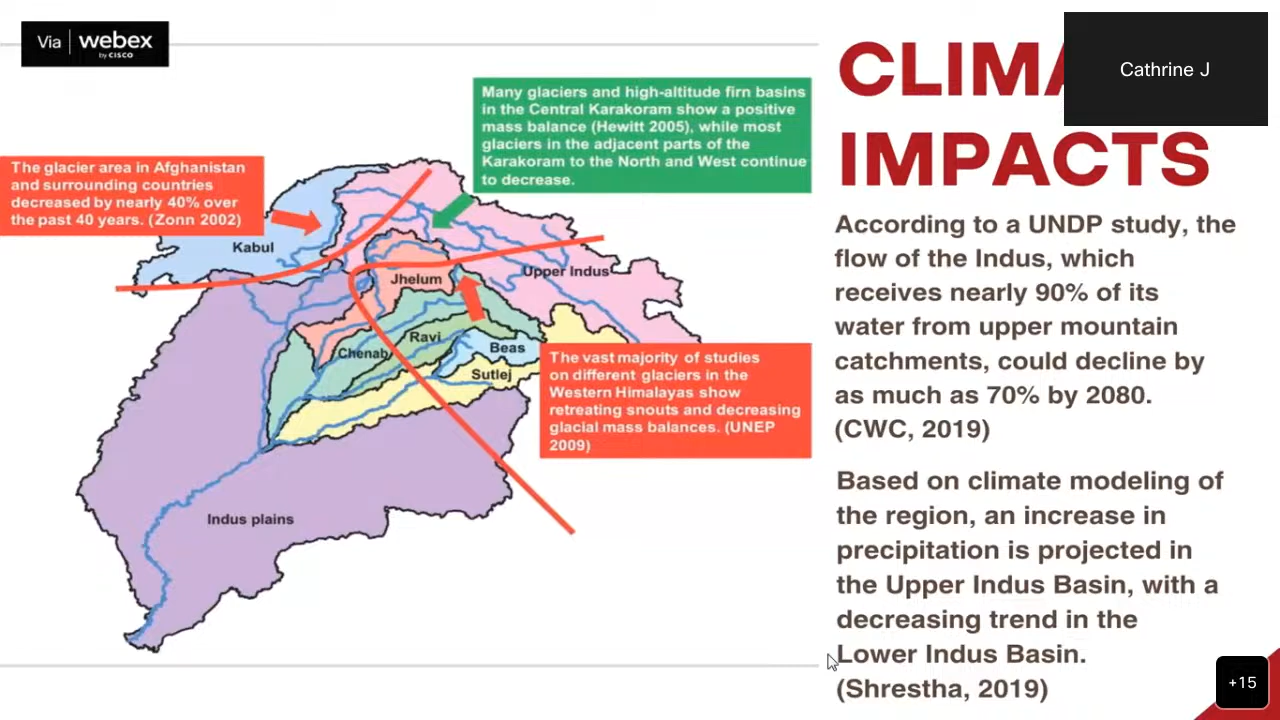 Via | webex
by CISCO
Cathrine J
CLIMA
IMPACTS
Many glaciers and high-altitude firn basins
in the Central Karakoram show a positive
mass balance (Hewitt 2005), while most
glaciers in the adjacent parts of the
Karakoram to the North and West continue
to decrease.
The glacier area in Afghanistan
and surrounding countries
decreased by nearly 40% over
the past 40 years. (Zonn 2002)
Kabul
Upper Indus
Jhelum
Ravi
Chenab
Beas
Sutlej
The vast majority of studies
on different glaciers in the
Western Himalayas show
retreating snouts and decreasing
glacial mass balances. (UNEP
2009)
Indus plains
According to a UNDP study, the
flow of the Indus, which
receives nearly 90% of its
water from upper mountain
catchments, could decline by
as much as 70% by 2080.
(CWC, 2019)
Based on climate modeling of
the region, an increase in
precipitation is projected in
the Upper Indus Basin, with a
decreasing trend in the
Lower Indus Basin.
(Shrestha, 2019)
+15